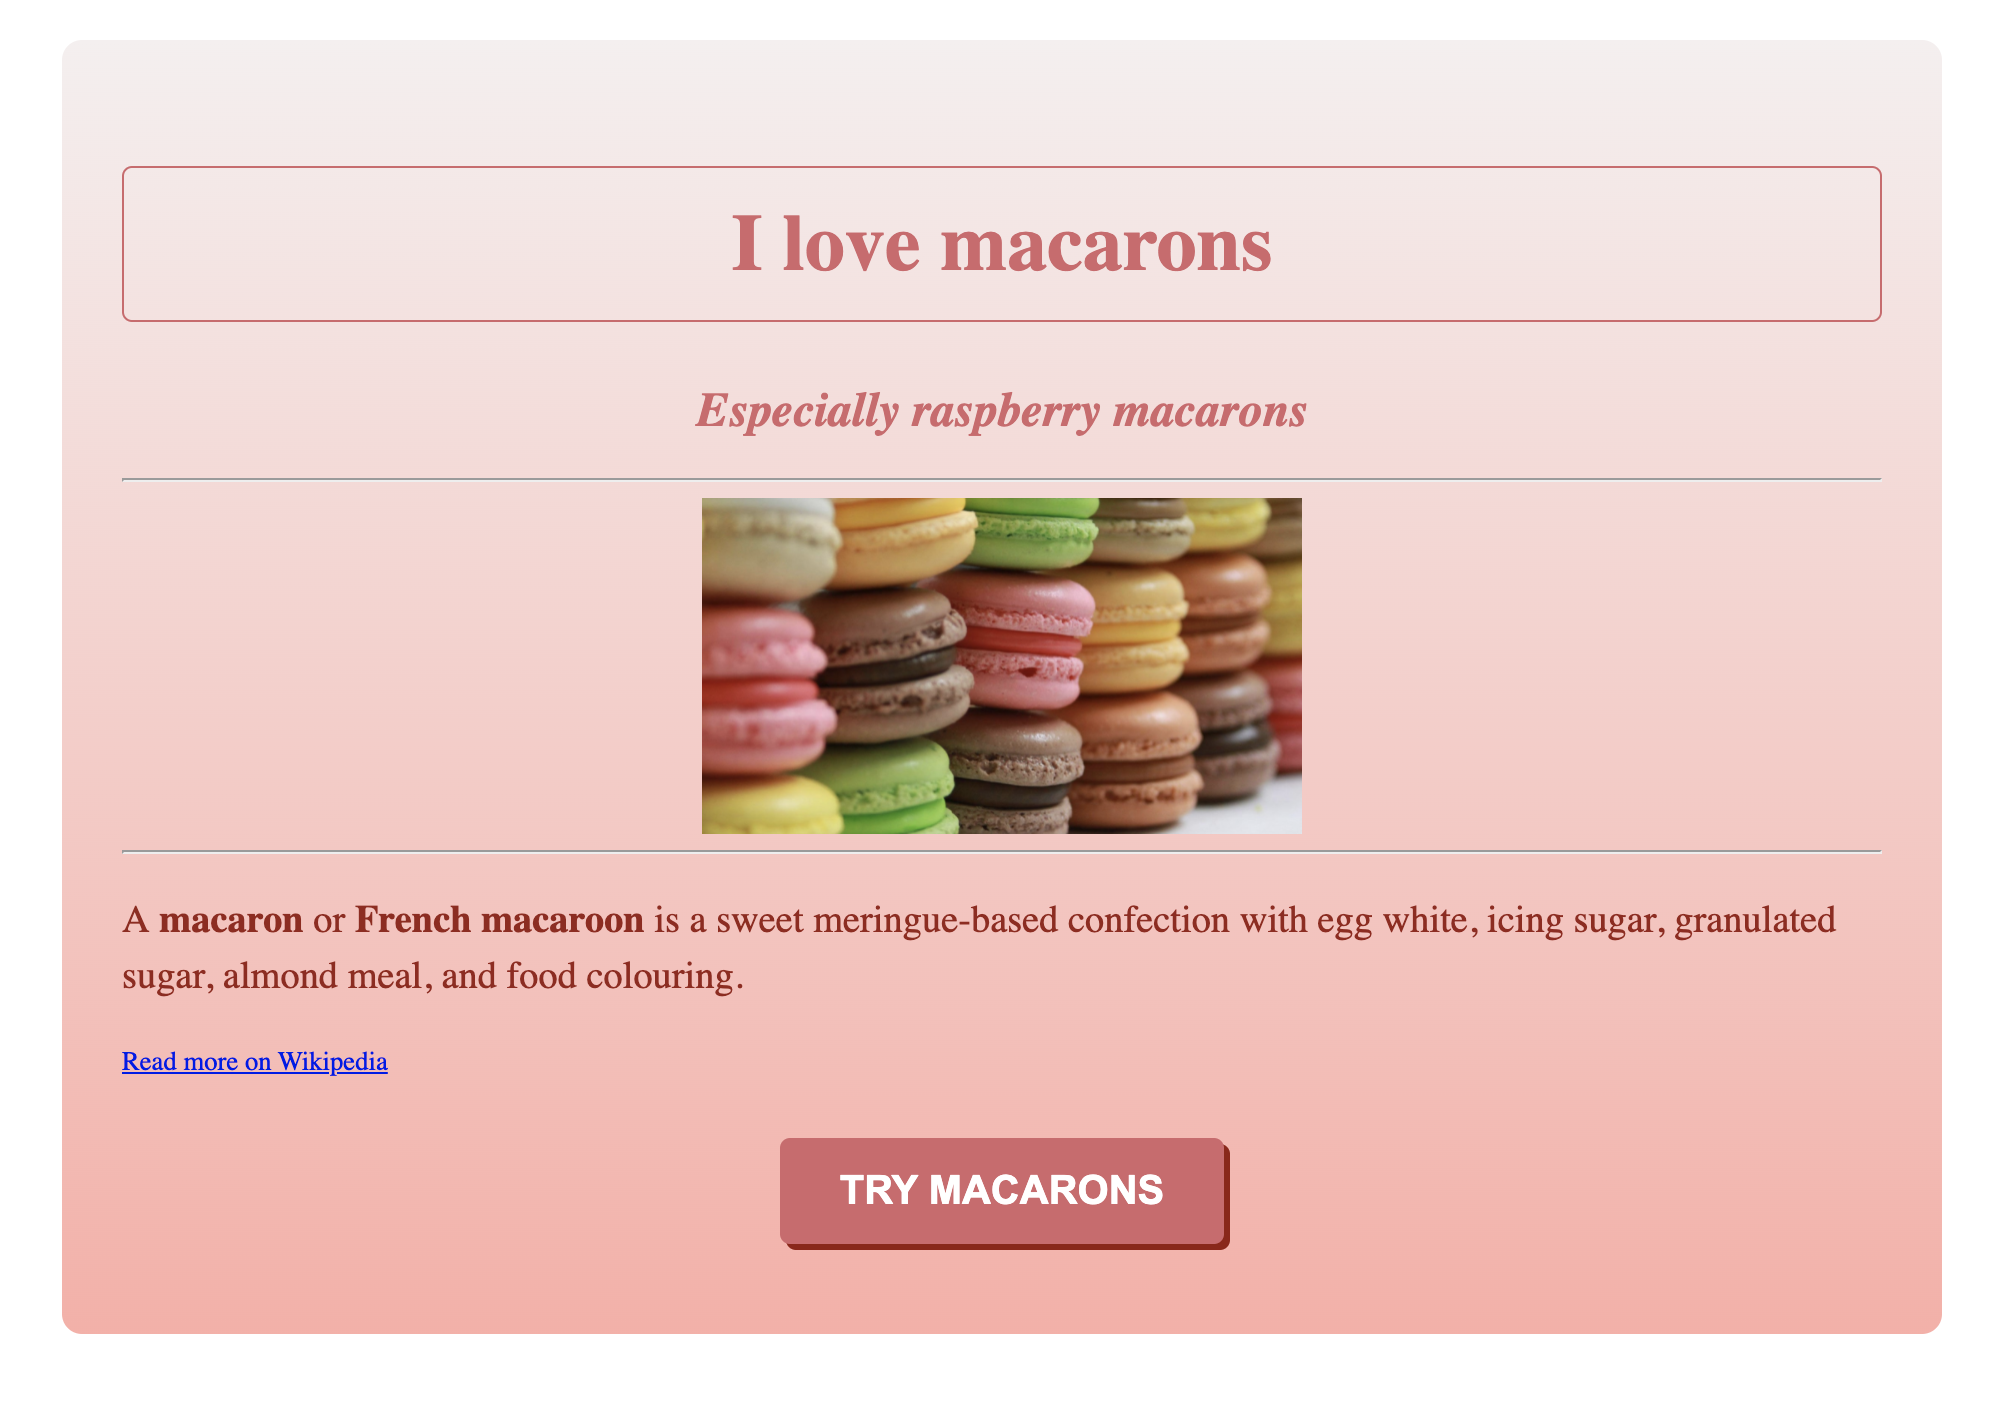 I love macarons
Especially raspberry macarons
A macaron or French macaroon is a sweet meringue-based confection with egg white, icing sugar, granulated
sugar, almond meal, and food colouring.
Read more on Wikipedia
TRY MACARONS